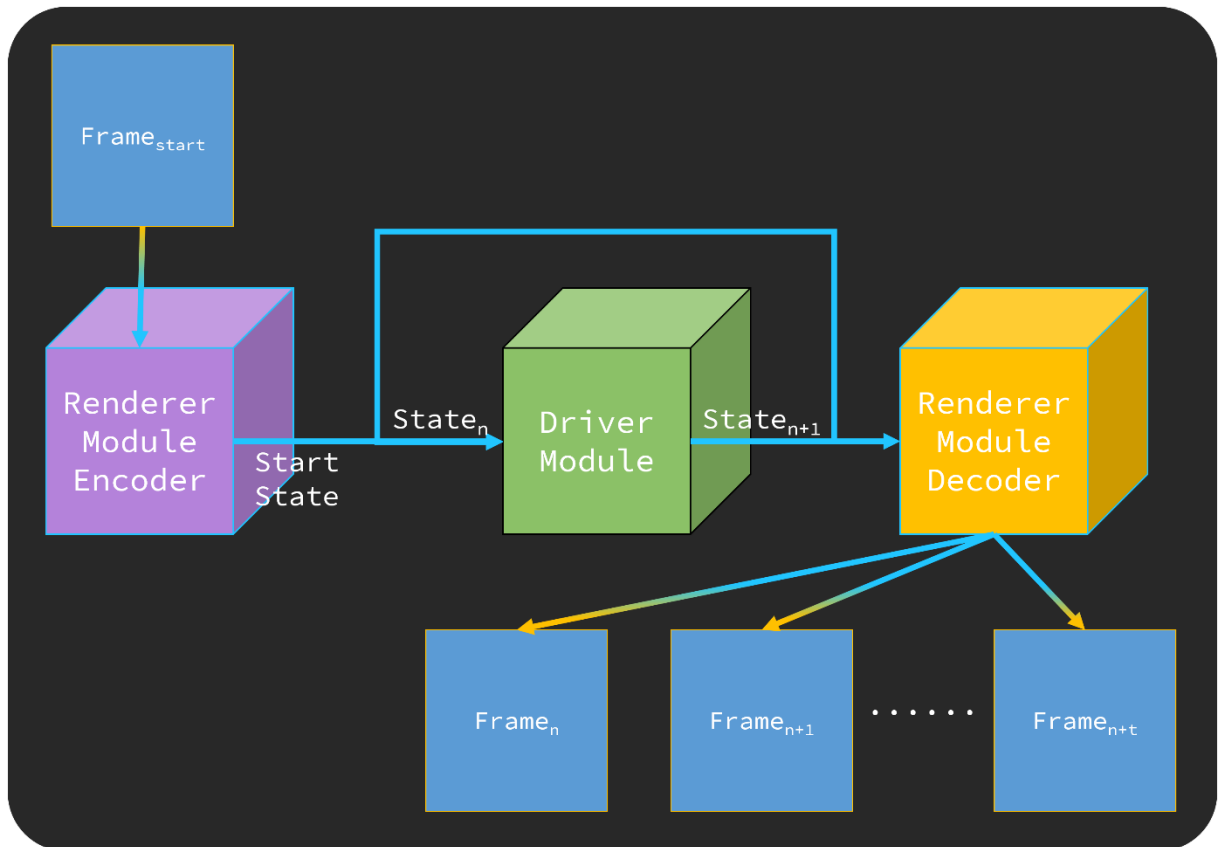 Frame_start
Renderer
Module
Encoder
Start
State
State_n
Driver
Module
State_n+1
Renderer
Module
Decoder
Frame_n
Frame_n+1
......
Frame_n+t